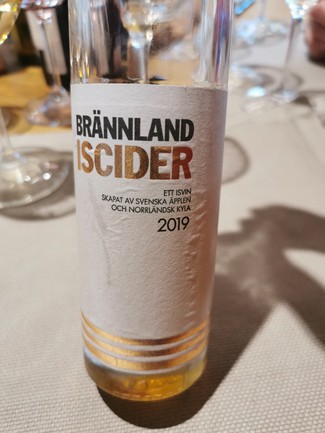 BRÄNNLAND
ISCIDER
ETT ISVIN
SKAPAT AV SVENSKA ÄPPLEN
OCH NORRLÄNDSK KYLA
2019